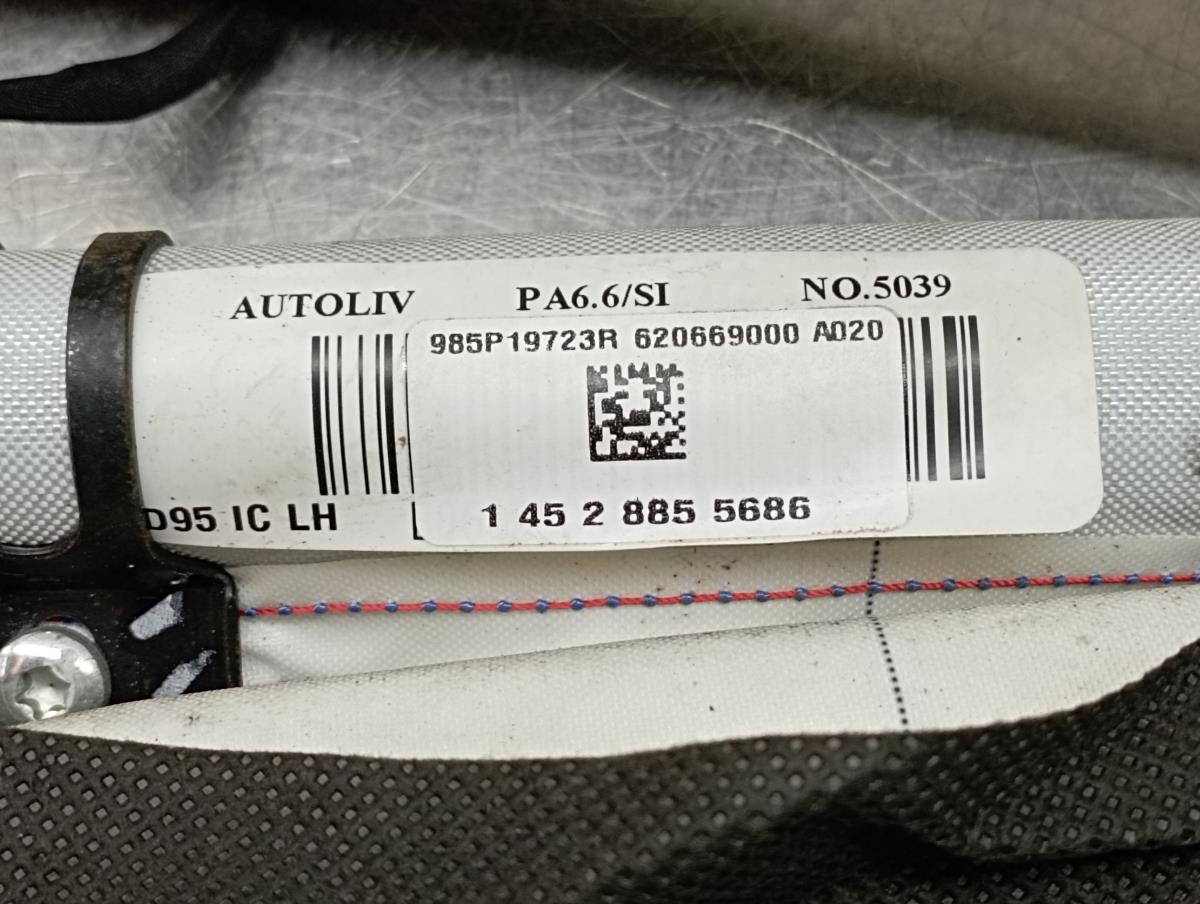 AUTOLIV PA6.6/SI NO.5039
985P19723R 620669000 A020
D95 IC LH
1 45 2 885 5686